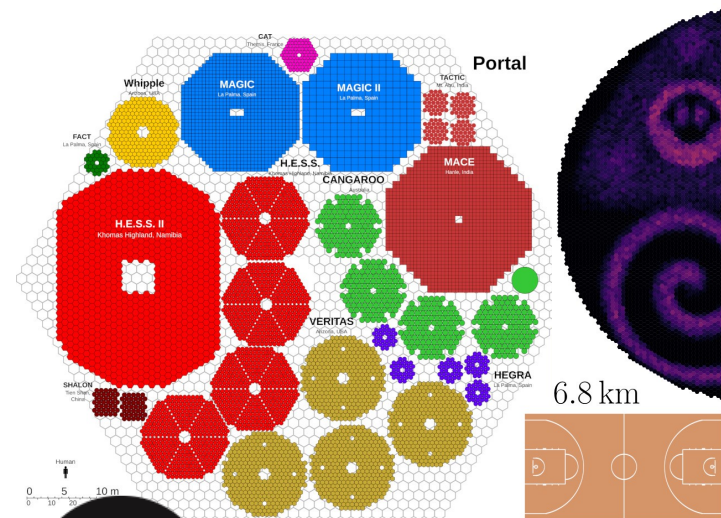 CAT
Themis, France
Portal
Whipple
MAGIC
La Palma, Spain
MAGIC II
La Palma, Spain
TACTIC
Mt. Abu, India
FACT
La Palma, Spain
H.E.S.S.
Khomas Highland, Namibia
CANGAROO
Australia
MACE
Hanle, India
H.E.S.S. II
Khomas Highland, Namibia
VERITAS
Arizona, USA
HEGRA
La Palma, Spain
SHALON
Tien Shan,
China
6.8 km
Human
0 5 10 m
0 10 20